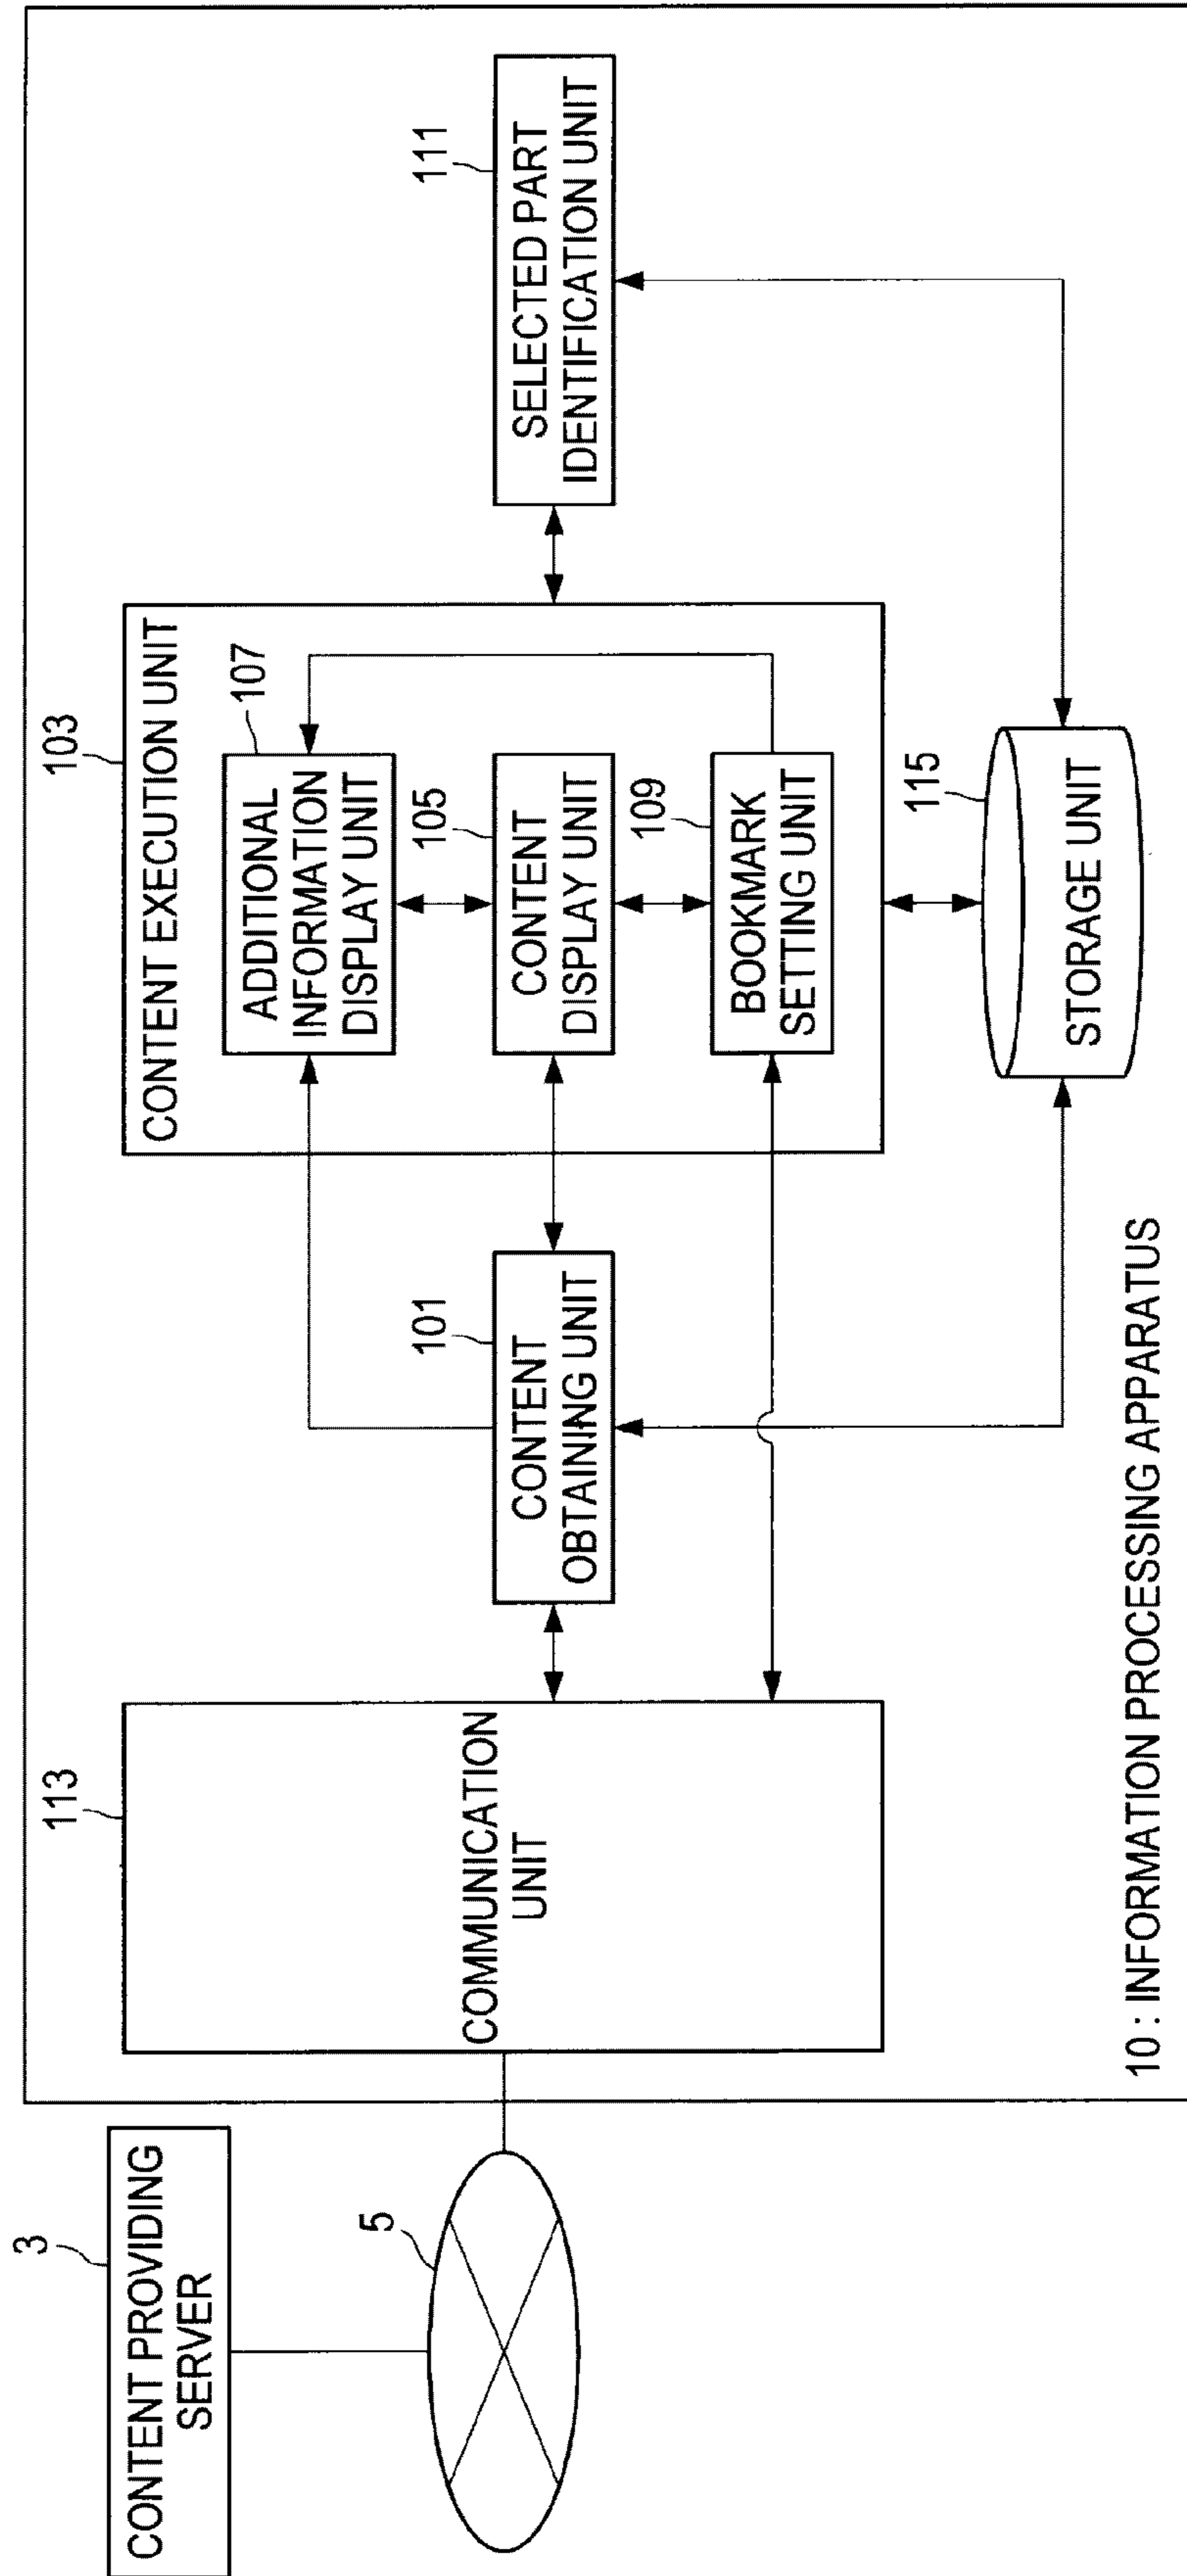 3
CONTENT PROVIDING
SERVER
5
113
COMMUNICATION
UNIT
101
CONTENT
OBTAINING UNIT
103
CONTENT EXECUTION UNIT
107
ADDITIONAL
INFORMATION
DISPLAY UNIT
105
CONTENT
DISPLAY UNIT
109
BOOKMARK
SETTING UNIT
111
SELECTED PART
IDENTIFICATION UNIT
115
STORAGE UNIT
10 : INFORMATION PROCESSING APPARATUS